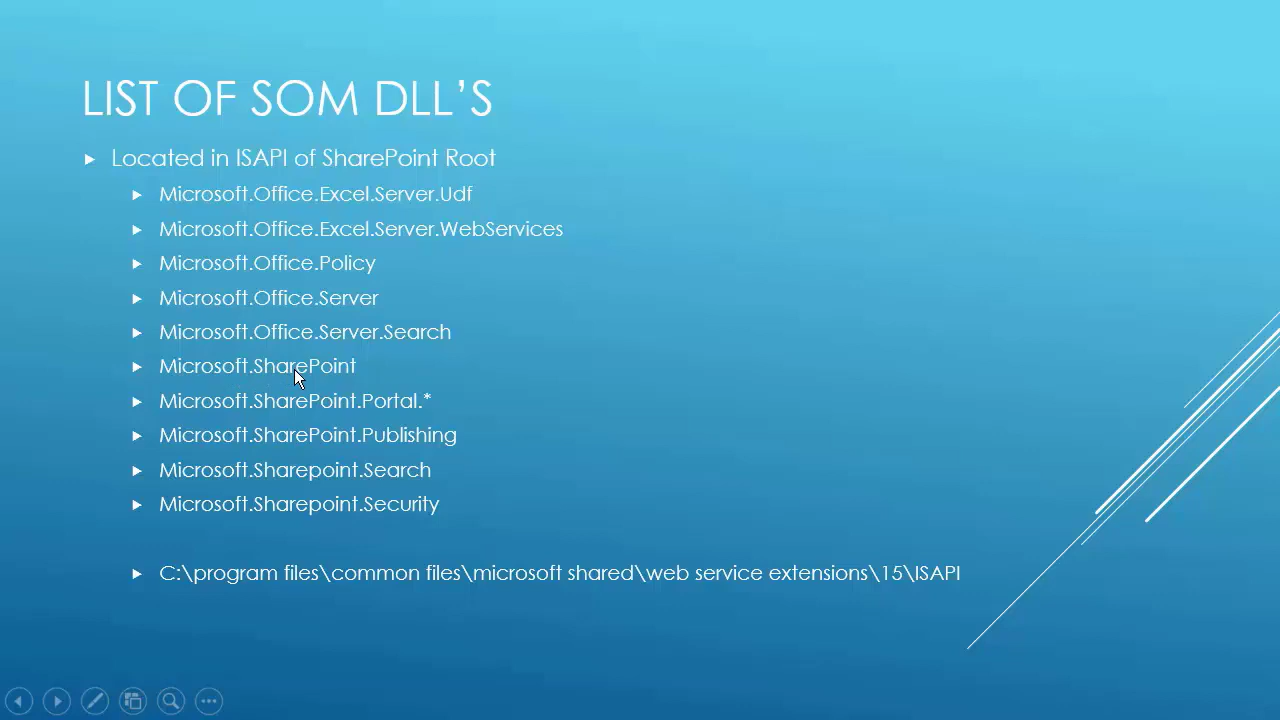 LIST OF SOM DLL’S
Located in ISAPI of SharePoint Root
Microsoft.Office.Excel.Server.Udf
Microsoft.Office.Excel.Server.WebServices
Microsoft.Office.Policy
Microsoft.Office.Server
Microsoft.Office.Server.Search
Microsoft.SharePoint
Microsoft.SharePoint.Portal.*
Microsoft.SharePoint.Publishing
Microsoft.Sharepoint.Search
Microsoft.Sharepoint.Security
C:\program files\common files\microsoft shared\web service extensions\15\ISAPI